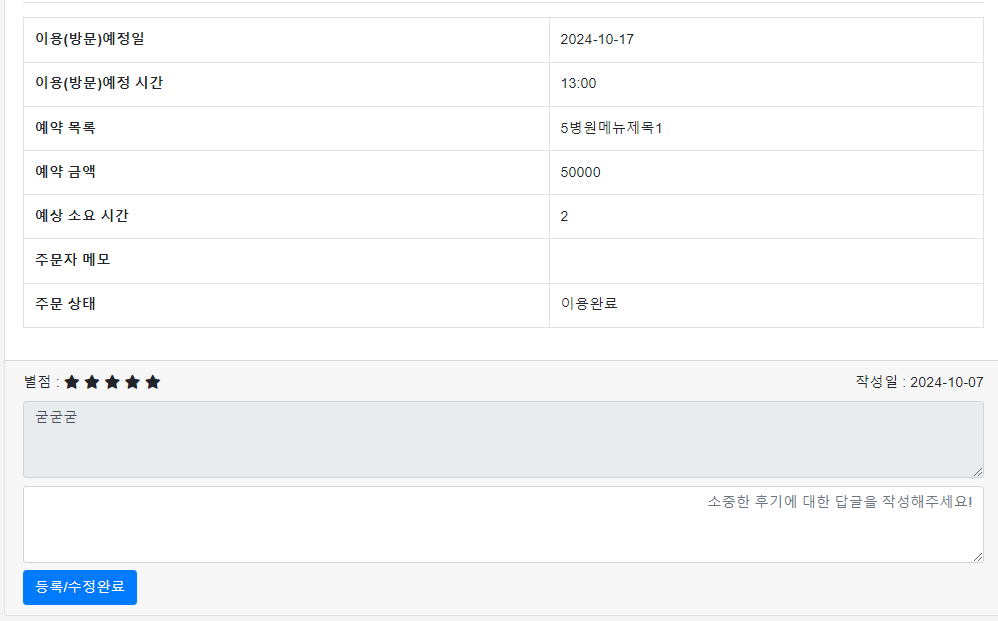 이용(방문)예정일 2024-10-17
이용(방문)예정 시간 13:00
예약 목록 5병원메뉴제목1
예약 금액 50000
예상 소요 시간 2
주문자 메모
주문 상태 이용완료
별점 : ★ ★ ★ ★ ★ 작성일 : 2024-10-07
굳굳굳
소중한 후기에 대한 답글을 작성해주세요!
등록/수정완료